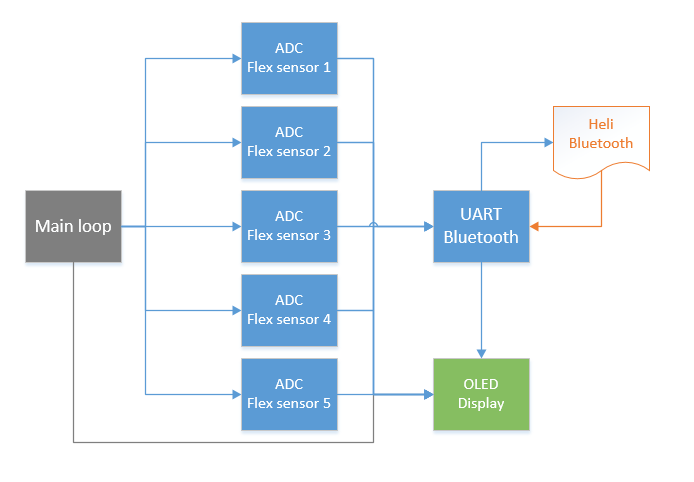 ADC
Flex sensor 1
ADC
Flex sensor 2
Heli
Bluetooth
Main loop
ADC
Flex sensor 3
UART
Bluetooth
ADC
Flex sensor 4
ADC
Flex sensor 5
OLED
Display